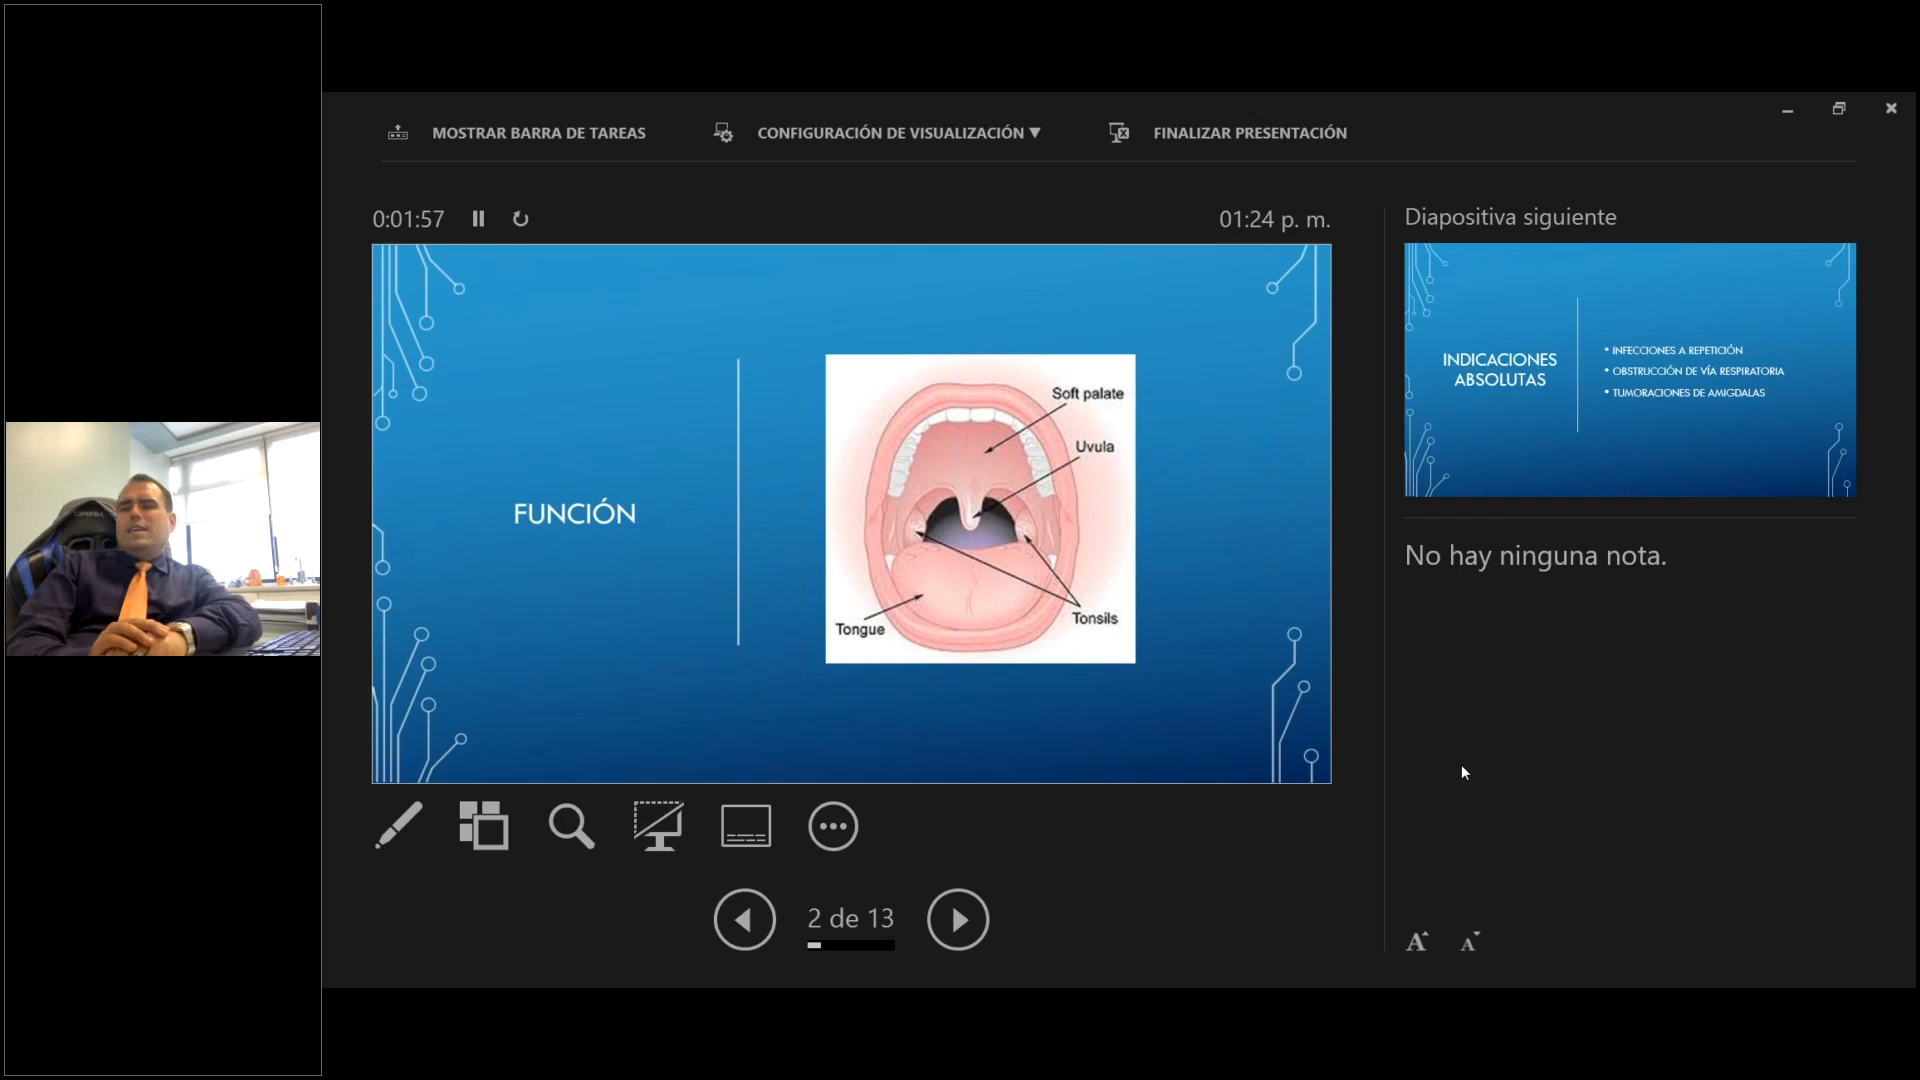 MOSTRAR BARRA DE TAREAS
CONFIGURACIÓN DE VISUALIZACIÓN ▼
FINALIZAR PRESENTACIÓN
0:01:57
01:24 p. m.
FUNCIÓN
Soft palate
Uvula
Tonsils
Tongue
2 de 13
Diapositiva siguiente
INDICACIONES
ABSOLUTAS
• INFECCIONES A REPETICIÓN
• OBSTRUCCIÓN DE VÍA RESPIRATORIA
• TUMORACIONES DE AMIGDALAS
No hay ninguna nota.
A A